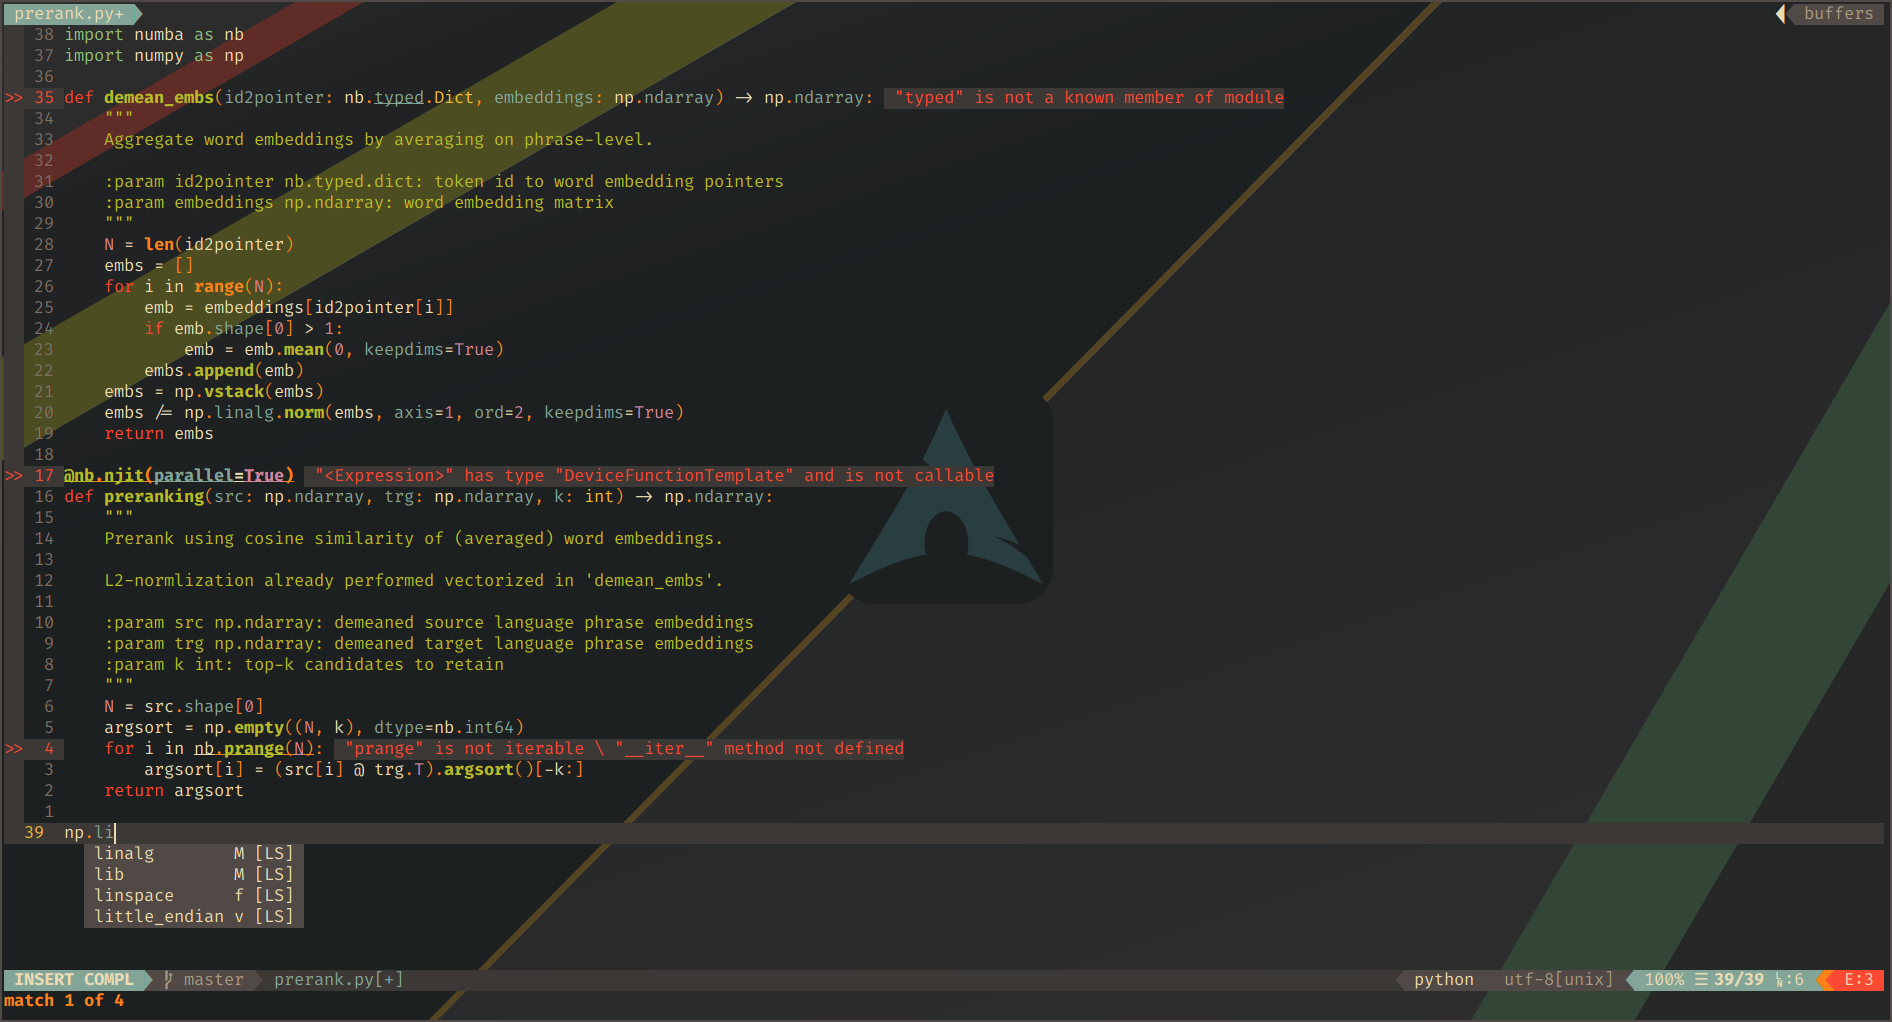 prerank.py+ buffers
38 import numba as nb
37 import numpy as np
36
>> 35 def demean_embs(id2pointer: nb.typed.Dict, embeddings: np.ndarray) -> np.ndarray: "typed" is not a known member of module
34 """
33 Aggregate word embeddings by averaging on phrase-level.
32
31 :param id2pointer nb.typed.dict: token id to word embedding pointers
30 :param embeddings np.ndarray: word embedding matrix
29 """
28 N = len(id2pointer)
27 embs = []
26 for i in range(N):
25 emb = embeddings[id2pointer[i]]
24 if emb.shape[0] > 1:
23 emb = emb.mean(0, keepdims=True)
22 embs.append(emb)
21 embs = np.vstack(embs)
20 embs /= np.linalg.norm(embs, axis=1, ord=2, keepdims=True)
19 return embs
18
>> 17 @nb.njit(parallel=True) "<Expression>" has type "DeviceFunctionTemplate" and is not callable
16 def preranking(src: np.ndarray, trg: np.ndarray, k: int) -> np.ndarray:
15 """
14 Prerank using cosine similarity of (averaged) word embeddings.
13
12 L2-normlization already performed vectorized in 'demean_embs'.
11
10 :param src np.ndarray: demeaned source language phrase embeddings
9 :param trg np.ndarray: demeaned target language phrase embeddings
8 :param k int: top-k candidates to retain
7 """
6 N = src.shape[0]
5 argsort = np.empty((N, k), dtype=nb.int64)
>> 4 for i in nb.prange(N): "prange" is not iterable \ "__iter__" method not defined
3 argsort[i] = (src[i] @ trg.T).argsort()[-k:]
2 return argsort
1
39 np.li
linalg M [LS]
lib M [LS]
linspace f [LS]
little_endian v [LS]
INSERT COMPL master prerank.py[+] python utf-8[unix] 100% ☰ 39/39 ㏑:6 E:3
match 1 of 4